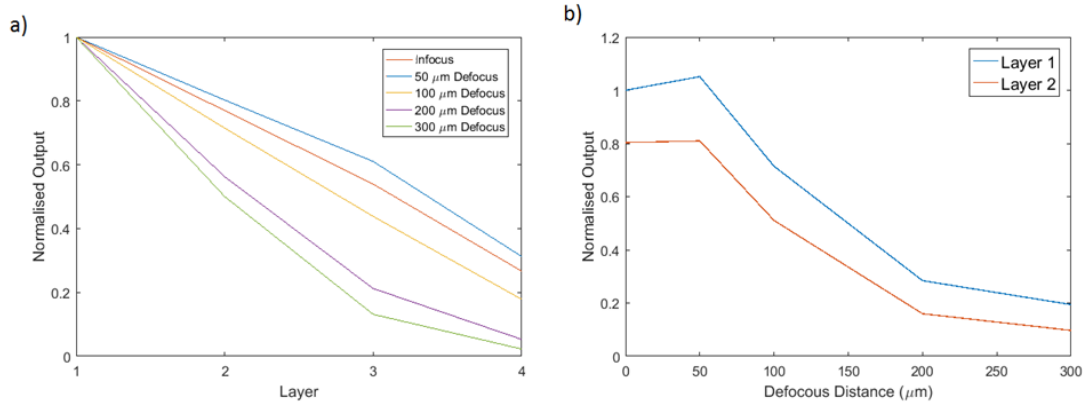 a)
Normalised Output
1
0.8
0.6
0.4
0.2
0
1
2
3
4
Layer
infocus
50 μm Defocus
100 μm Defocus
200 μm Defocus
300 μm Defocus
b)
Normalised Output
1.2
1
0.8
0.6
0.4
0.2
0
0
50
100
150
200
250
300
Defocous Distance (μm)
Layer 1
Layer 2